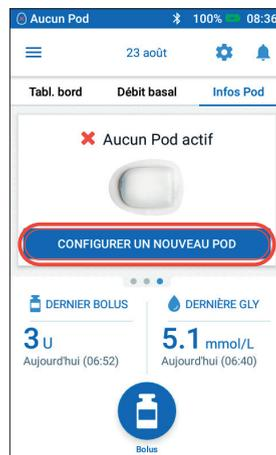 Aucun Pod 100% 08:36
23 août
Tabl. bord Débit basal Infos Pod
Aucun Pod actif
CONFIGURER UN NOUVEAU POD
DERNIER BOLUS DERNIÈRE GLY
3 U 5.1 mmol/L
Aujourd'hui (06:52) Aujourd'hui (06:40)
Bolus